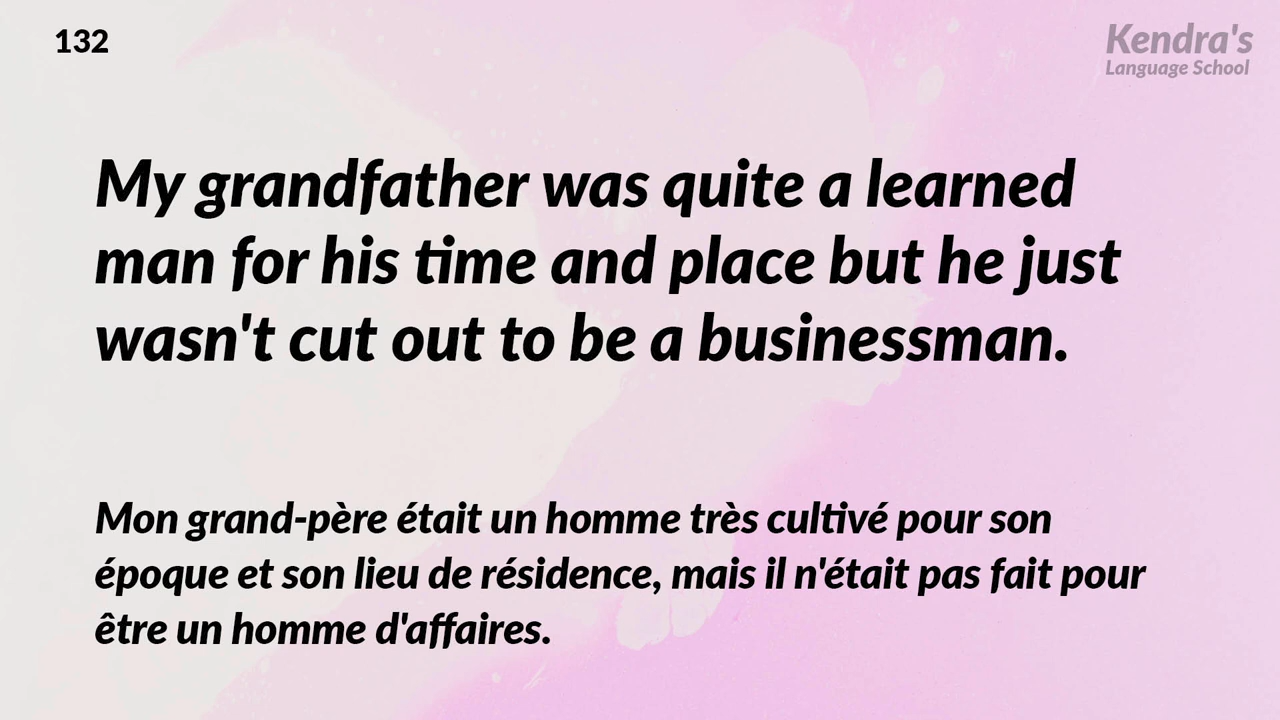 132
Kendra's
Language School
My grandfather was quite a learned
man for his time and place but he just
wasn't cut out to be a businessman.
Mon grand-père était un homme très cultivé pour son
époque et son lieu de résidence, mais il n'était pas fait pour
être un homme d'affaires.